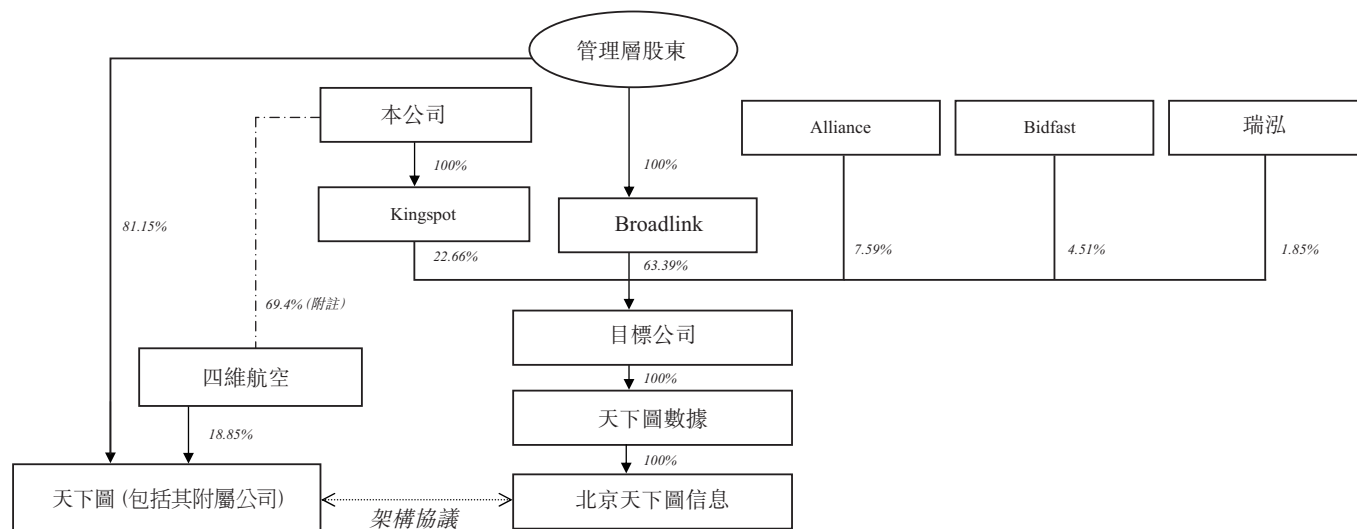 管理層股東
本公司
Alliance
Bidfast
瑞泓
100%
100%
Kingspot
Broadlink
81.15%
22.66%
63.39%
7.59%
4.51%
1.85%
69.4% (附註)
目標公司
四維航空
100%
天下圖數據
18.85%
100%
天下圖 (包括其附屬公司)
北京天下圖信息
架構協議